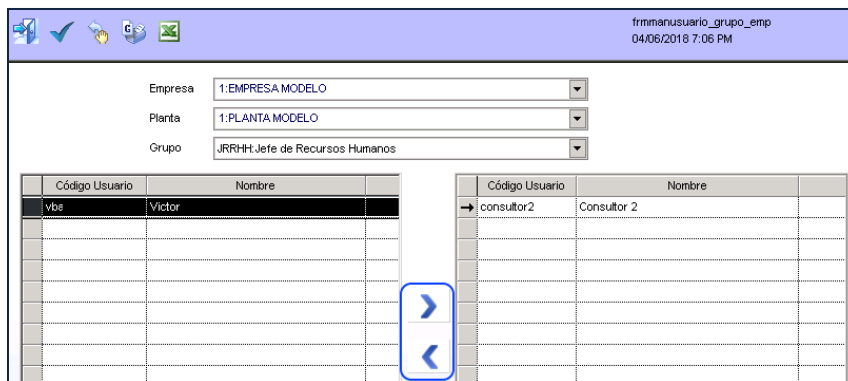 frmmanusuario_grupo_emp
04/06/2018 7:06 PM
Empresa 1:EMPRESA MODELO
Planta 1:PLANTA MODELO
Grupo JRRHH:Jefe de Recursos Humanos
Código Usuario Nombre Código Usuario Nombre
vbs Victor consultor2 Consultor 2